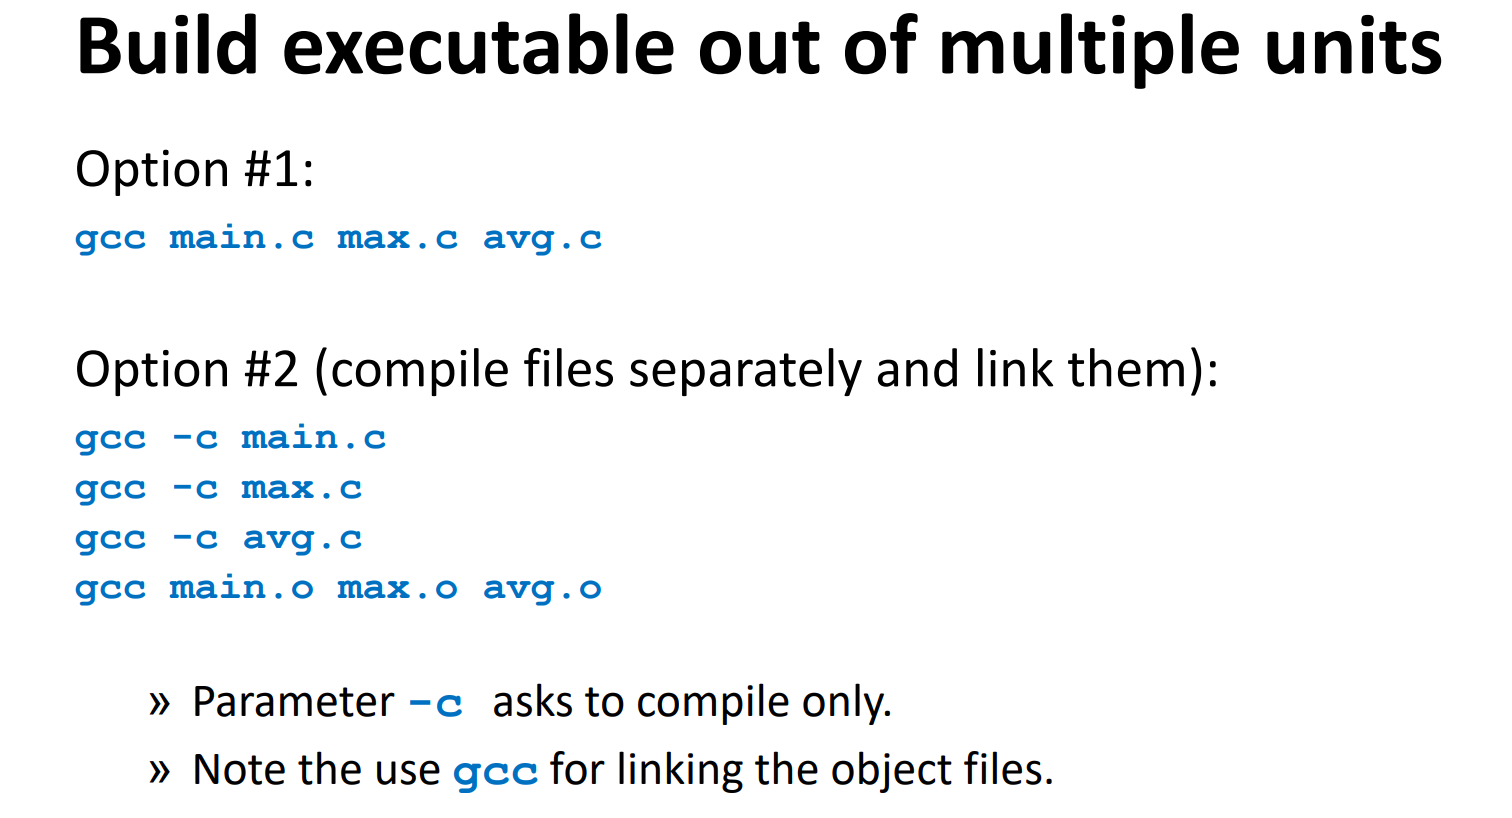 Build executable out of multiple units
Option #1:
gcc main.c max.c avg.c
Option #2 (compile files separately and link them):
gcc -c main.c
gcc -c max.c
gcc -c avg.c
gcc main.o max.o avg.o
» Parameter -c asks to compile only.
» Note the use gcc for linking the object files.